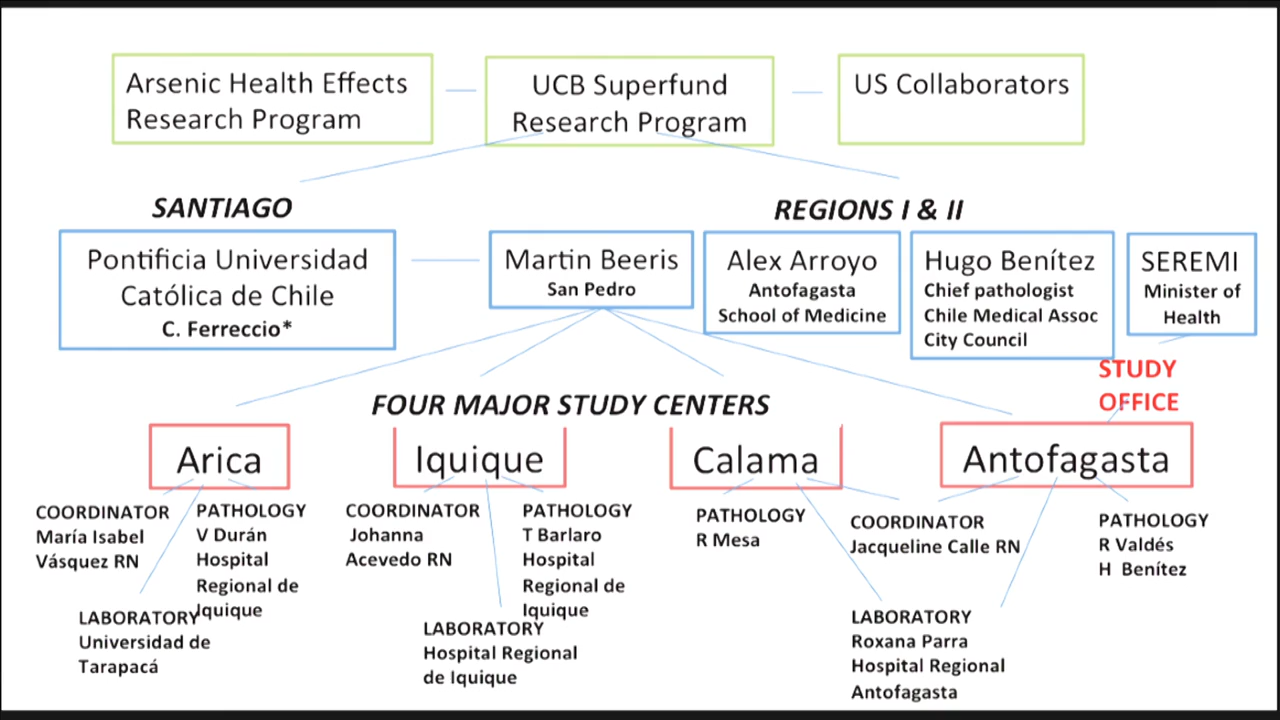 Arsenic Health Effects
Research Program
UCB Superfund
Research Program
US Collaborators
SANTIAGO
REGIONS I & II
Pontificia Universidad
Católica de Chile
C. Ferreccio*
Martin Beeris
San Pedro
Alex Arroyo
Antofagasta
School of Medicine
Hugo Benítez
Chief pathologist
Chile Medical Assoc
City Council
SEREMI
Minister of
Health
STUDY
OFFICE
FOUR MAJOR STUDY CENTERS
Arica
Iquique
Calama
Antofagasta
COORDINATOR
María Isabel
Vásquez RN
PATHOLOGY
V Durán
Hospital
Regional de
Iquique
LABORATORY
Universidad de
Tarapacá
COORDINATOR
Johanna
Acevedo RN
PATHOLOGY
T Barlaro
Hospital
Regional de
Iquique
LABORATORY
Hospital Regional
de Iquique
PATHOLOGY
R Mesa
COORDINATOR
Jacqueline Calle RN
LABORATORY
Roxana Parra
Hospital Regional
Antofagasta
PATHOLOGY
R Valdés
H Benítez